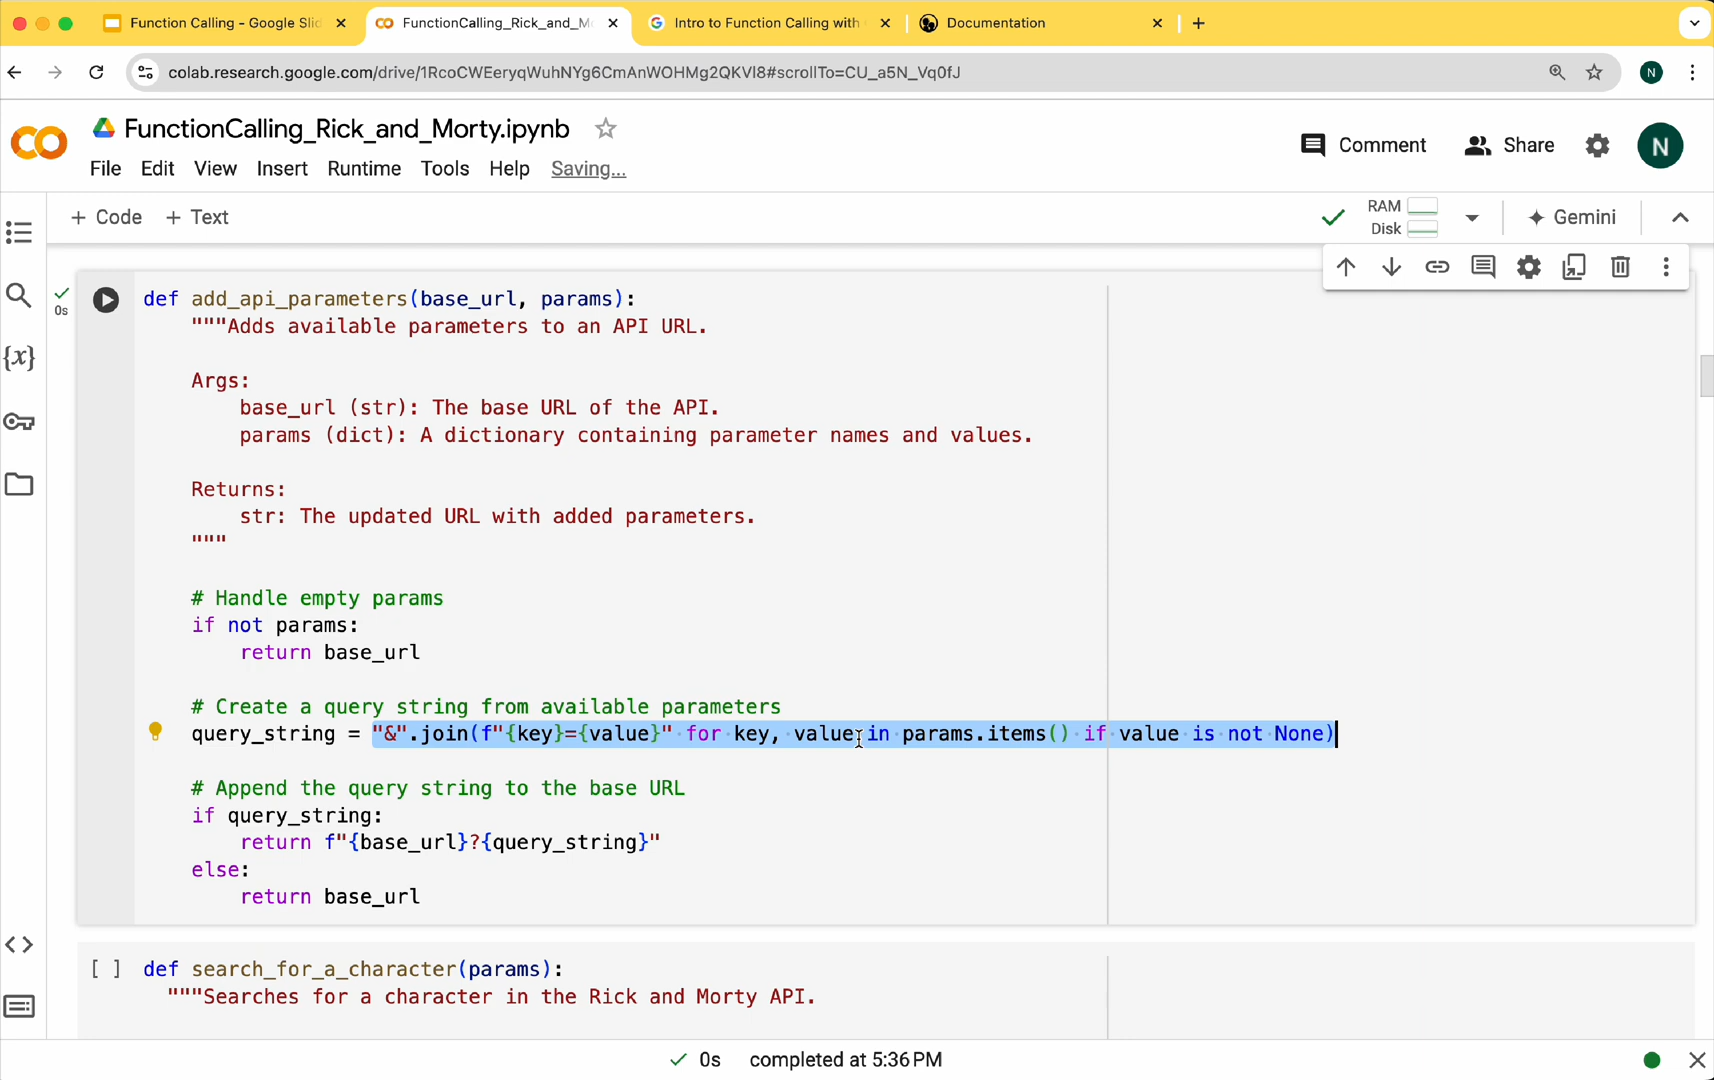 Function Calling - Google Slid
FunctionCalling_Rick_and_M
Intro to Function Calling with
Documentation
colab.research.google.com/drive/1RcoCWEeryqWuhNYg6CmAnWOHMg2QKVl8#scrollTo=CU_a5N_Vq0fJ
N
FunctionCalling_Rick_and_Morty.ipynb
Comment
Share
N
File Edit View Insert Runtime Tools Help Saving...
+ Code + Text
RAM
Disk
Gemini
{x}
0s
def add_api_parameters(base_url, params):
"""Adds available parameters to an API URL.
Args:
base_url (str): The base URL of the API.
params (dict): A dictionary containing parameter names and values.
Returns:
str: The updated URL with added parameters.
"""
# Handle empty params
if not params:
return base_url
# Create a query string from available parameters
query_string = "&".join(f"{key}={value}" for key, value in params.items() if value is not None)
# Append the query string to the base URL
if query_string:
return f"{base_url}?{query_string}"
else:
return base_url
[ ] def search_for_a_character(params):
"""Searches for a character in the Rick and Morty API.
0s completed at 5:36 PM